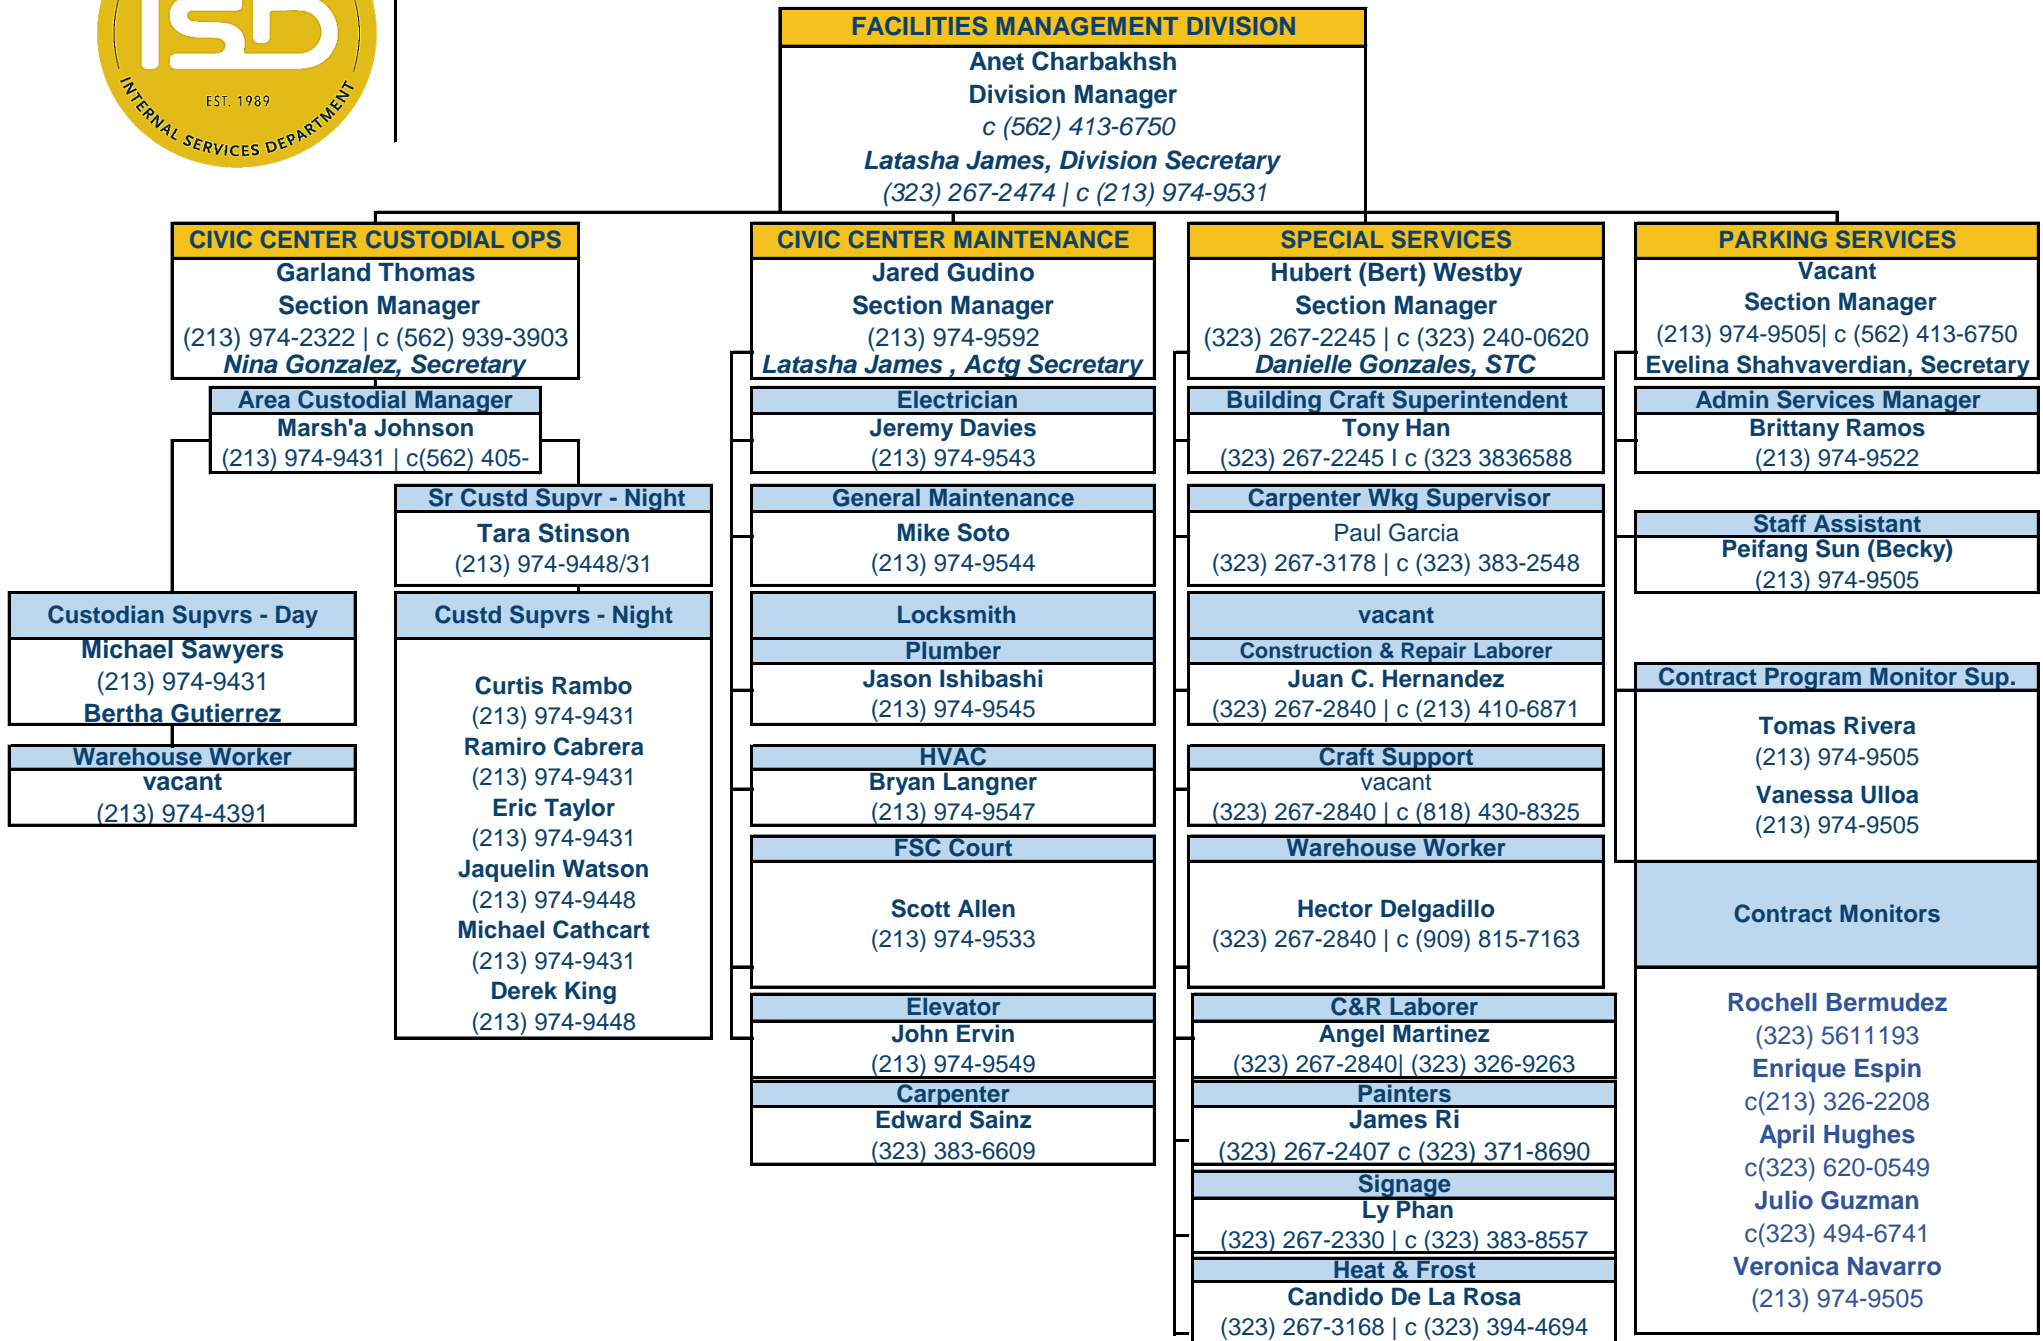 ISD
EST. 1989
INTERNAL SERVICES DEPARTMENT
FACILITIES MANAGEMENT DIVISION
Anet Charbakhsh
Division Manager
c (562) 413-6750
Latasha James, Division Secretary
(323) 267-2474 | c (213) 974-9531
CIVIC CENTER CUSTODIAL OPS
Garland Thomas
Section Manager
(213) 974-2322 | c (562) 939-3903
Nina Gonzalez, Secretary
Area Custodial Manager
Marsh'a Johnson
(213) 974-9431 | c(562) 405-
Sr Custd Supvr - Night
Tara Stinson
(213) 974-9448/31
Custodian Supvrs - Day
Michael Sawyers
(213) 974-9431
Bertha Gutierrez
Warehouse Worker
vacant
(213) 974-4391
Custd Supvrs - Night
Curtis Rambo
(213) 974-9431
Ramiro Cabrera
(213) 974-9431
Eric Taylor
(213) 974-9431
Jaquelin Watson
(213) 974-9448
Michael Cathcart
(213) 974-9431
Derek King
(213) 974-9448
CIVIC CENTER MAINTENANCE
Jared Gudino
Section Manager
(213) 974-9592
Latasha James , Actg Secretary
Electrician
Jeremy Davies
(213) 974-9543
General Maintenance
Mike Soto
(213) 974-9544
Locksmith
Plumber
Jason Ishibashi
(213) 974-9545
HVAC
Bryan Langner
(213) 974-9547
FSC Court
Scott Allen
(213) 974-9533
Elevator
John Ervin
(213) 974-9549
Carpenter
Edward Sainz
(323) 383-6609
SPECIAL SERVICES
Hubert (Bert) Westby
Section Manager
(323) 267-2245 | c (323) 240-0620
Danielle Gonzales, STC
Building Craft Superintendent
Tony Han
(323) 267-2245 I c (323 3836588
Carpenter Wkg Supervisor
Paul Garcia
(323) 267-3178 | c (323) 383-2548
vacant
Construction & Repair Laborer
Juan C. Hernandez
(323) 267-2840 | c (213) 410-6871
Craft Support
vacant
(323) 267-2840 | c (818) 430-8325
Warehouse Worker
Hector Delgadillo
(323) 267-2840 | c (909) 815-7163
C&R Laborer
Angel Martinez
(323) 267-2840| (323) 326-9263
Painters
James Ri
(323) 267-2407 c (323) 371-8690
Signage
Ly Phan
(323) 267-2330 | c (323) 383-8557
Heat & Frost
Candido De La Rosa
(323) 267-3168 | c (323) 394-4694
PARKING SERVICES
Vacant
Section Manager
(213) 974-9505| c (562) 413-6750
Evelina Shahvaverdian, Secretary
Admin Services Manager
Brittany Ramos
(213) 974-9522
Staff Assistant
Peifang Sun (Becky)
(213) 974-9505
Contract Program Monitor Sup.
Tomas Rivera
(213) 974-9505
Vanessa Ulloa
(213) 974-9505
Contract Monitors
Rochell Bermudez
(323) 5611193
Enrique Espin
c(213) 326-2208
April Hughes
c(323) 620-0549
Julio Guzman
c(323) 494-6741
Veronica Navarro
(213) 974-9505